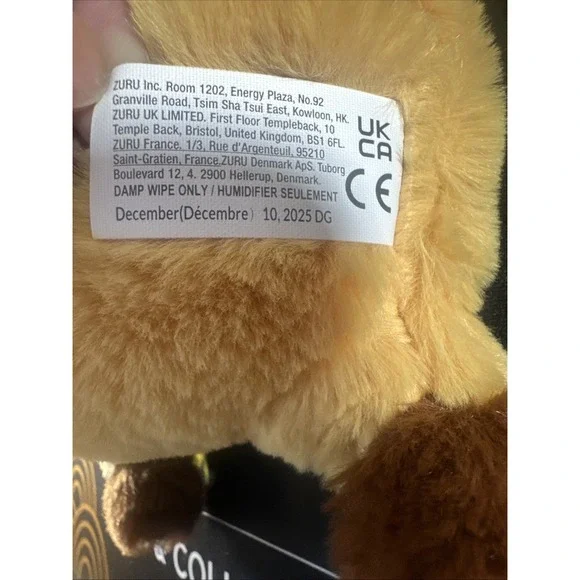 ZURU Inc. Room 1202, Energy Plaza, No.92
Granville Road, Tsim Sha Tsui East, Kowloon, HK.
ZURU UK LIMITED. First Floor Templeback, 10
Temple Back, Bristol, United Kingdom, BS1 6FL.
ZURU France. 1/3, Rue d'Argenteuil, 95210
Saint-Gratien, France.ZURU Denmark ApS. Tuborg
Boulevard 12, 4. 2900 Hellerup, Denmark.
DAMP WIPE ONLY / HUMIDIFIER SEULEMENT
December(Décembre) 10, 2025 DG
UK
CA
CE
& COLL